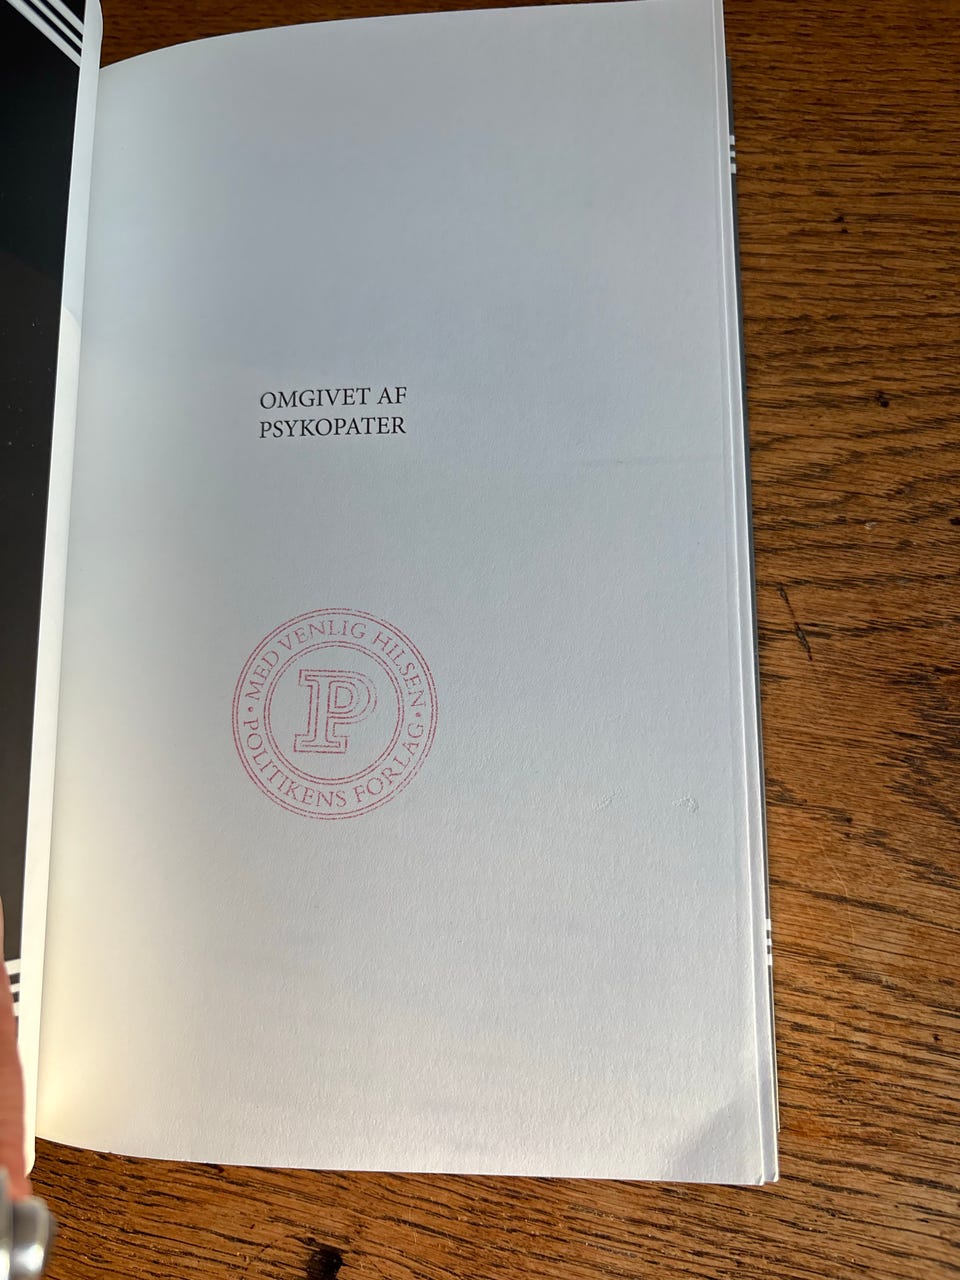 OMGIVET AF
PSYKOPATER
• MED VENLIG HILSEN •
P
POLITIKENS FORLAG